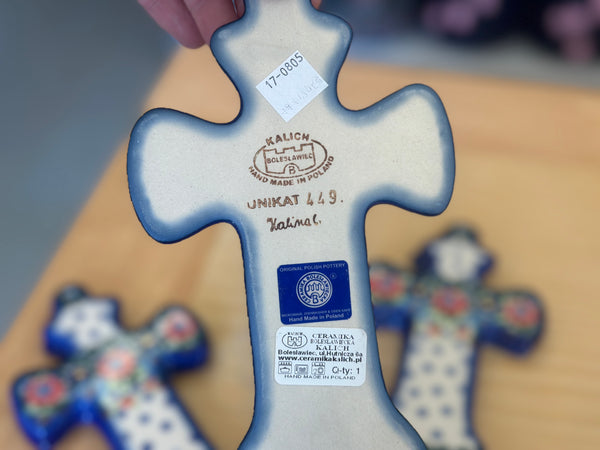 17-0805
KALICH
BOLESŁAWIEC
B
HAND MADE IN POLAND
UNIKAT 449.
ORIGINAL POLISH POTTERY
B
Hand Made in Poland
CERAMIKA
BOLESŁAWIECKA
KALICH
Bolesławiec, ul.Hutnicza 6a
www.ceramikakalich.pl
Q-ty: 1
HAND MADE IN POLAND